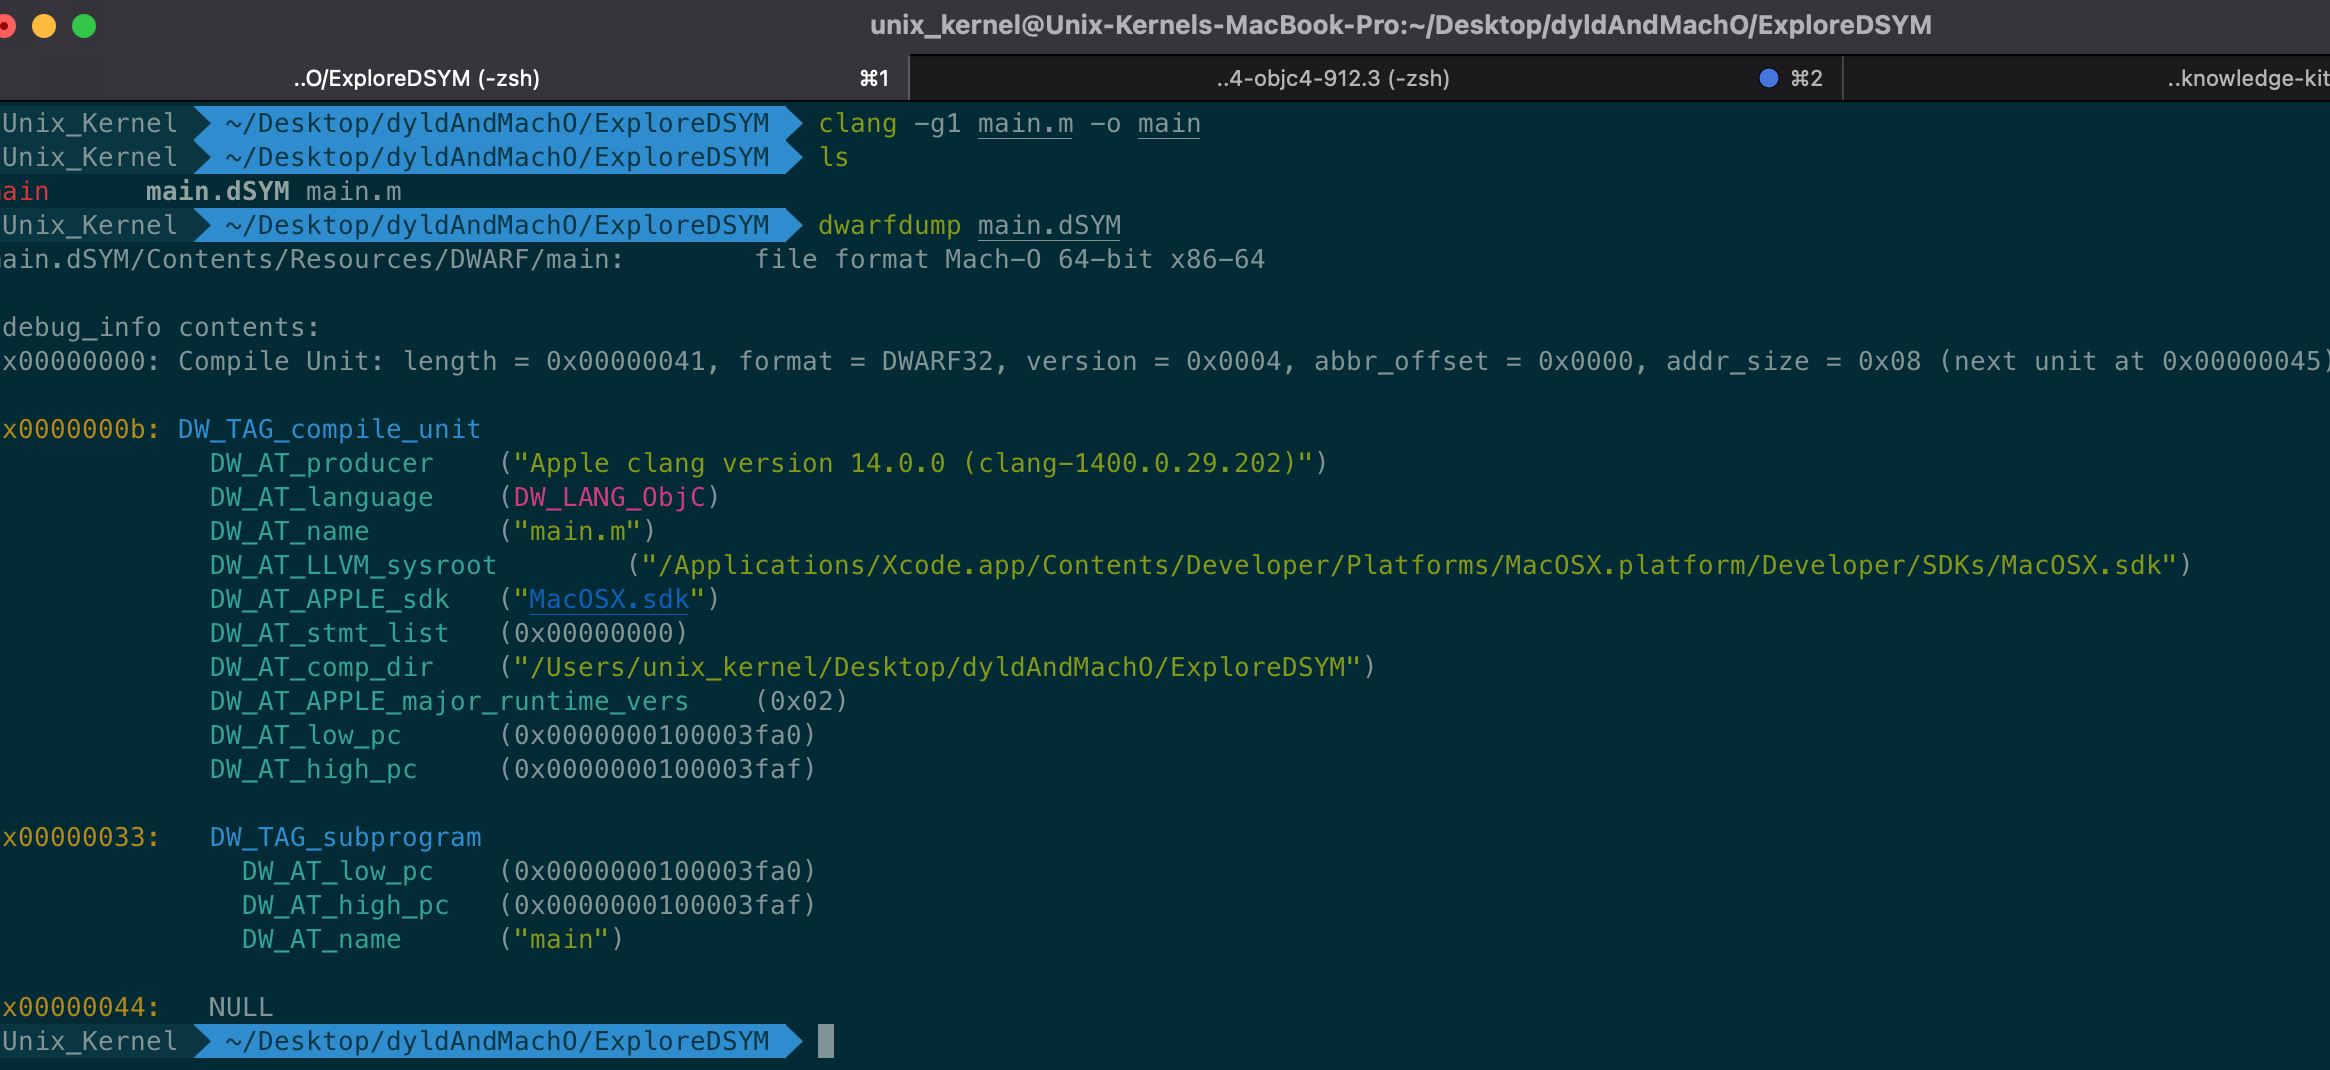 unix_kernel@Unix-Kernels-MacBook-Pro:~/Desktop/dyldAndMachO/ExploreDSYM
..O/ExploreDSYM (-zsh) ⌘1 ..4-objc4-912.3 (-zsh) ⌘2 ..knowledge-kit
Unix_Kernel ~/Desktop/dyldAndMachO/ExploreDSYM clang -g1 main.m -o main
Unix_Kernel ~/Desktop/dyldAndMachO/ExploreDSYM ls
ain main.dSYM main.m
Unix_Kernel ~/Desktop/dyldAndMachO/ExploreDSYM dwarfdump main.dSYM
ain.dSYM/Contents/Resources/DWARF/main: file format Mach-O 64-bit x86-64
debug_info contents:
x00000000: Compile Unit: length = 0x00000041, format = DWARF32, version = 0x0004, abbr_offset = 0x0000, addr_size = 0x08 (next unit at 0x00000045)
x0000000b: DW_TAG_compile_unit
DW_AT_producer ("Apple clang version 14.0.0 (clang-1400.0.29.202)")
DW_AT_language (DW_LANG_ObjC)
DW_AT_name ("main.m")
DW_AT_LLVM_sysroot ("/Applications/Xcode.app/Contents/Developer/Platforms/MacOSX.platform/Developer/SDKs/MacOSX.sdk")
DW_AT_APPLE_sdk ("MacOSX.sdk")
DW_AT_stmt_list (0x00000000)
DW_AT_comp_dir ("/Users/unix_kernel/Desktop/dyldAndMachO/ExploreDSYM")
DW_AT_APPLE_major_runtime_vers (0x02)
DW_AT_low_pc (0x0000000100003fa0)
DW_AT_high_pc (0x0000000100003faf)
x00000033: DW_TAG_subprogram
DW_AT_low_pc (0x0000000100003fa0)
DW_AT_high_pc (0x0000000100003faf)
DW_AT_name ("main")
x00000044: NULL
Unix_Kernel ~/Desktop/dyldAndMachO/ExploreDSYM